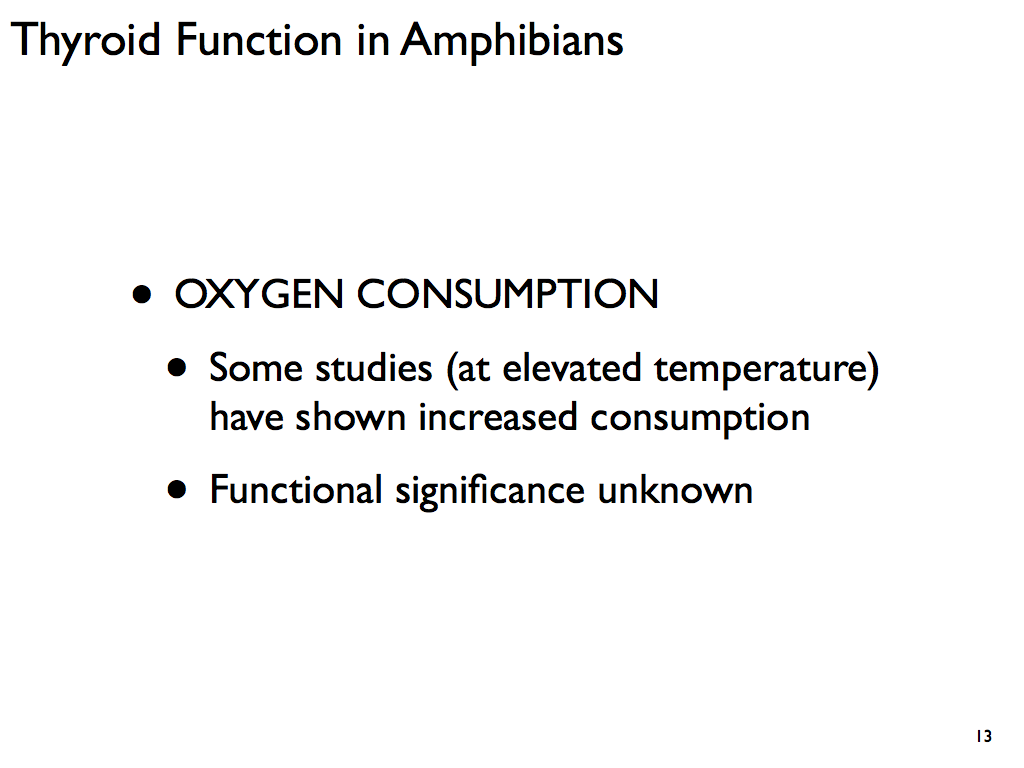 Thyroid Function in Amphibians
• OXYGEN CONSUMPTION
• Some studies (at elevated temperature)
have shown increased consumption
• Functional significance unknown
13